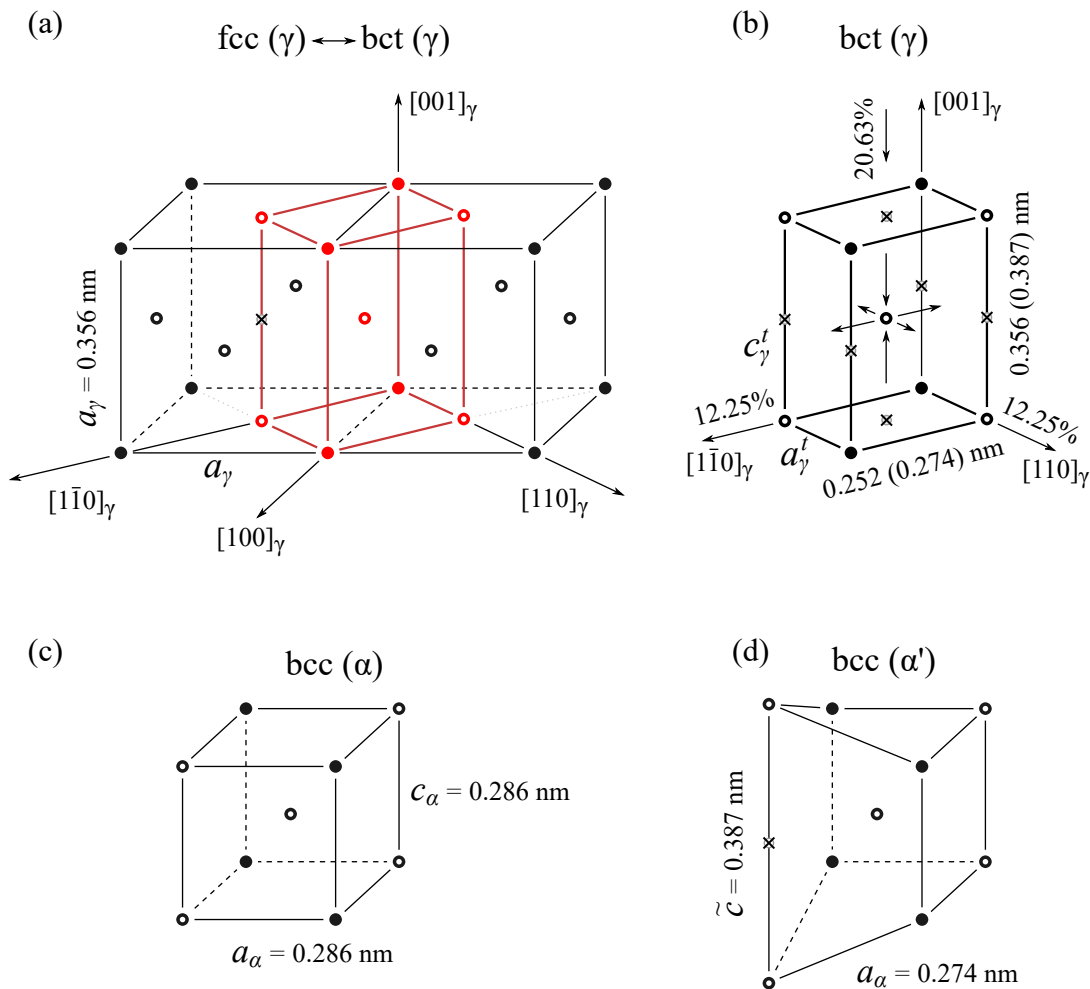 (a)
fcc (γ) ⟷ bct (γ)
[001]γ
aγ = 0.356 nm
aγ
[11̅0]γ
[100]γ
[110]γ
(b)
bct (γ)
[001]γ
20.63%
0.356 (0.387) nm
cγᵗ
12.25%
12.25%
[11̅0]γ
aγᵗ
0.252 (0.274) nm
[110]γ
(c)
bcc (α)
cα = 0.286 nm
aα = 0.286 nm
(d)
bcc (α')
c̃ = 0.387 nm
aα = 0.274 nm